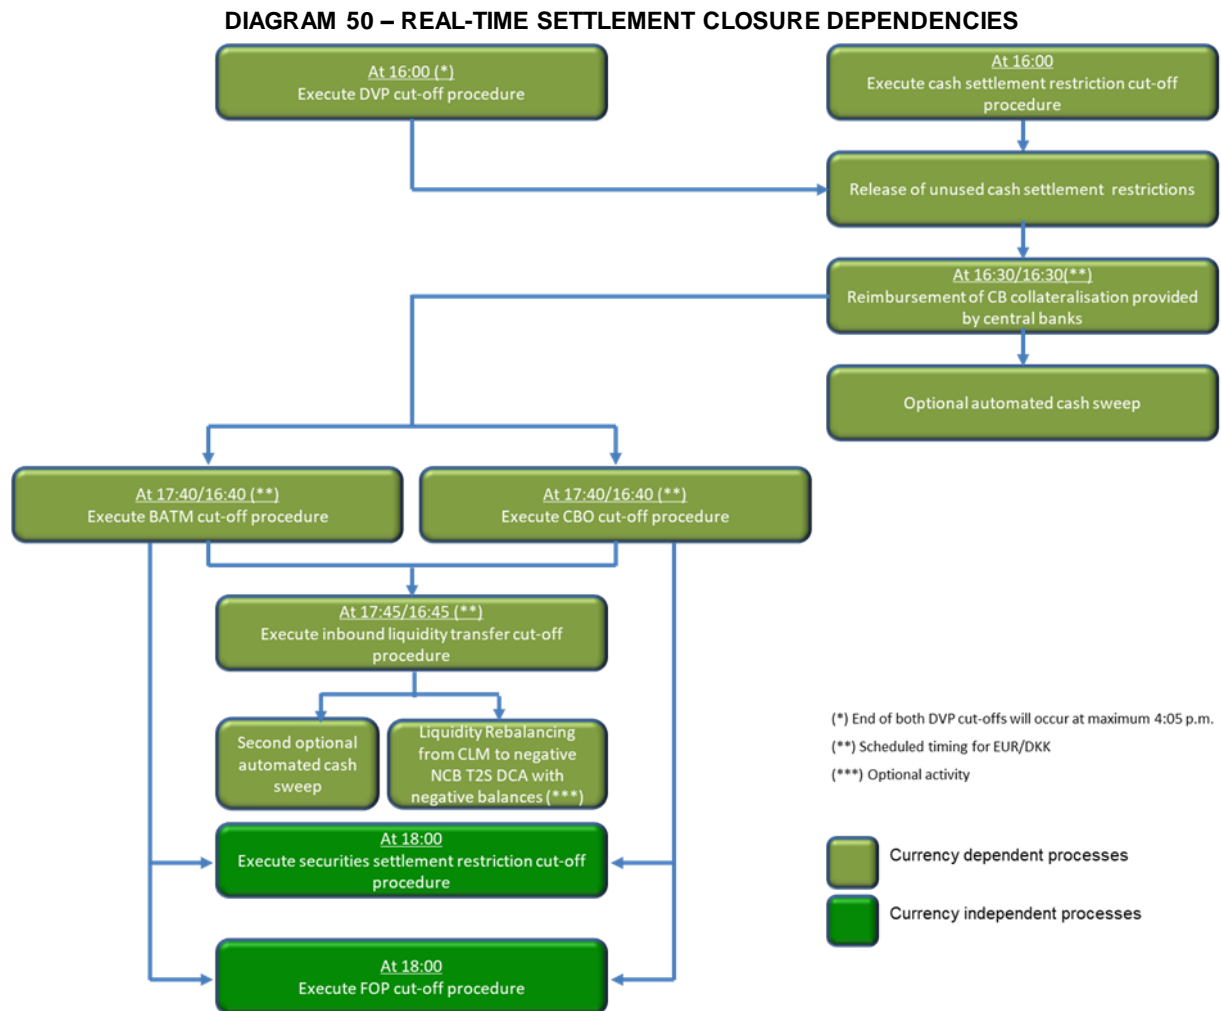 DIAGRAM 50 – REAL-TIME SETTLEMENT CLOSURE DEPENDENCIES
At 16:00 (*)
Execute DVP cut-off procedure
At 16:00
Execute cash settlement restriction cut-off
procedure
Release of unused cash settlement restrictions
At 16:30/16:30(**)
Reimbursement of CB collateralisation provided
by central banks
Optional automated cash sweep
At 17:40/16:40 (**)
Execute BATM cut-off procedure
At 17:40/16:40 (**)
Execute CBO cut-off procedure
At 17:45/16:45 (**)
Execute inbound liquidity transfer cut-off
procedure
Second optional
automated cash
sweep
Liquidity Rebalancing
from CLM to negative
NCB T2S DCA with
negative balances (***)
At 18:00
Execute securities settlement restriction cut-off
procedure
At 18:00
Execute FOP cut-off procedure
(*) End of both DVP cut-offs will occur at maximum 4:05 p.m.
(**) Scheduled timing for EUR/DKK
(***) Optional activity
Currency dependent processes
Currency independent processes